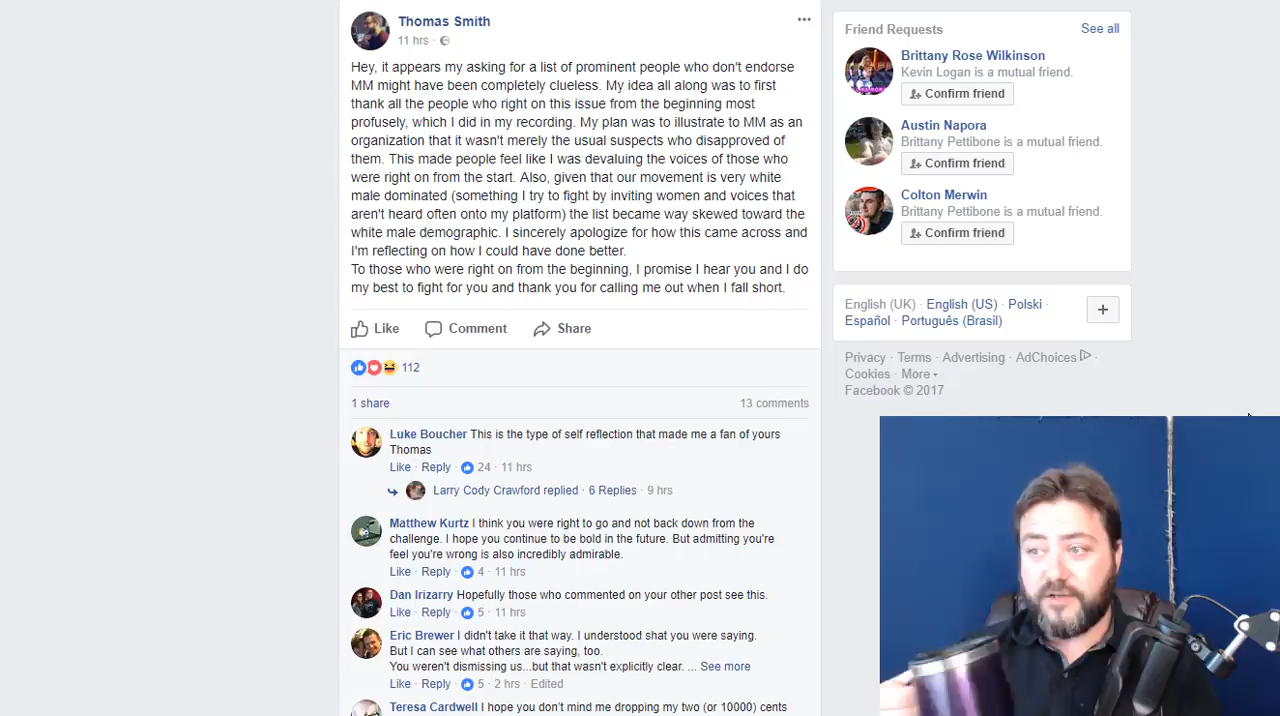 Thomas Smith
11 hrs ·
Hey, it appears my asking for a list of prominent people who don't endorse
MM might have been completely clueless. My idea all along was to first
thank all the people who right on this issue from the beginning most
profusely, which I did in my recording. My plan was to illustrate to MM as an
organization that it wasn't merely the usual suspects who disapproved of
them. This made people feel like I was devaluing the voices of those who
were right on from the start. Also, given that our movement is very white
male dominated (something I try to fight by inviting women and voices that
aren't heard often onto my platform) the list became way skewed toward the
white male demographic. I sincerely apologize for how this came across and
I'm reflecting on how I could have done better.
To those who were right on from the beginning, I promise I hear you and I do
my best to fight for you and thank you for calling me out when I fall short.
Like Comment Share
112
1 share 13 comments
Luke Boucher This is the type of self reflection that made me a fan of yours
Thomas
Like · Reply · 24 · 11 hrs
Larry Cody Crawford replied · 6 Replies · 9 hrs
Matthew Kurtz I think you were right to go and not back down from the
challenge. I hope you continue to be bold in the future. But admitting you're
feel you're wrong is also incredibly admirable.
Like · Reply · 4 · 11 hrs
Dan Irizarry Hopefully those who commented on your other post see this.
Like · Reply · 5 · 11 hrs
Eric Brewer I didn't take it that way. I understood shat you were saying.
But I can see what others are saying, too.
You weren't dismissing us...but that wasn't explicitly clear. ... See more
Like · Reply · 5 · 2 hrs · Edited
Teresa Cardwell I hope you don't mind me dropping my two (or 10000) cents
Friend Requests See all
Brittany Rose Wilkinson
Kevin Logan is a mutual friend.
Confirm friend
Austin Napora
Brittany Pettibone is a mutual friend.
Confirm friend
Colton Merwin
Brittany Pettibone is a mutual friend.
Confirm friend
English (UK) · English (US) · Polski ·
Español · Português (Brasil)
Privacy · Terms · Advertising · AdChoices ·
Cookies · More
Facebook © 2017